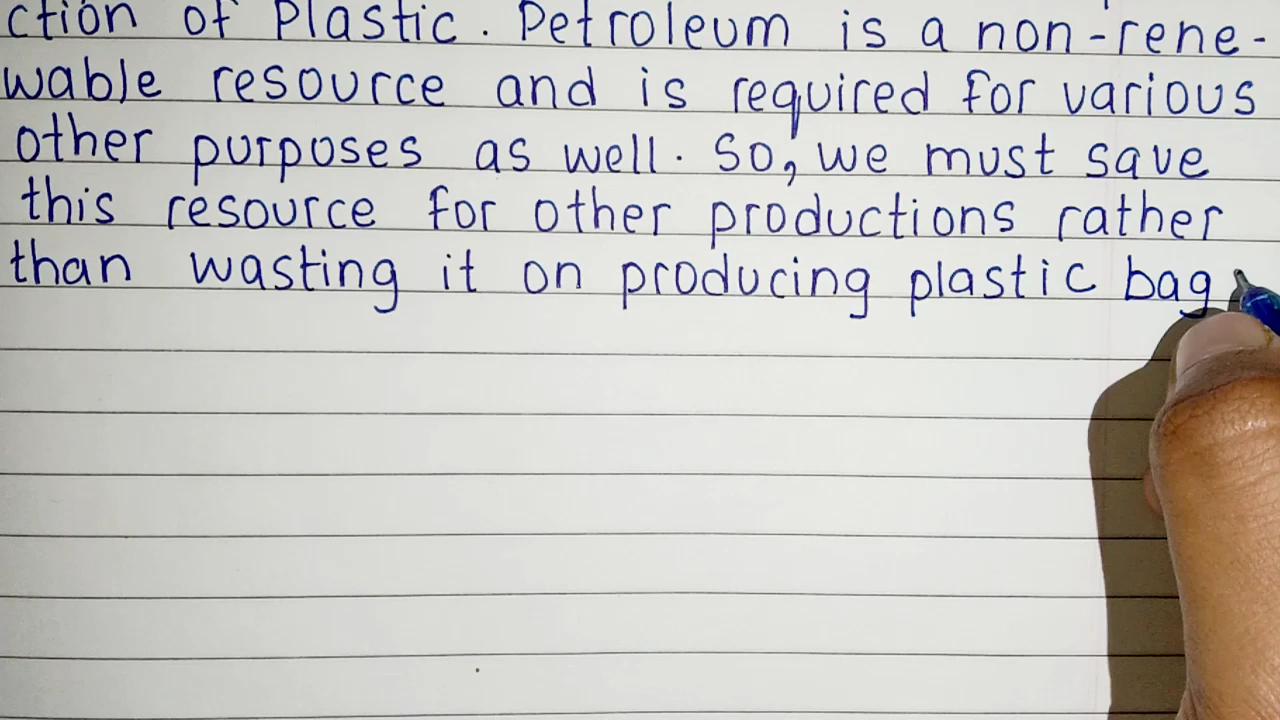 ction of Plastic. Petroleum is a non-rene-
wable resource and is required for various
other purposes as well. So, we must save
this resource for other productions rather
than wasting it on producing plastic bag